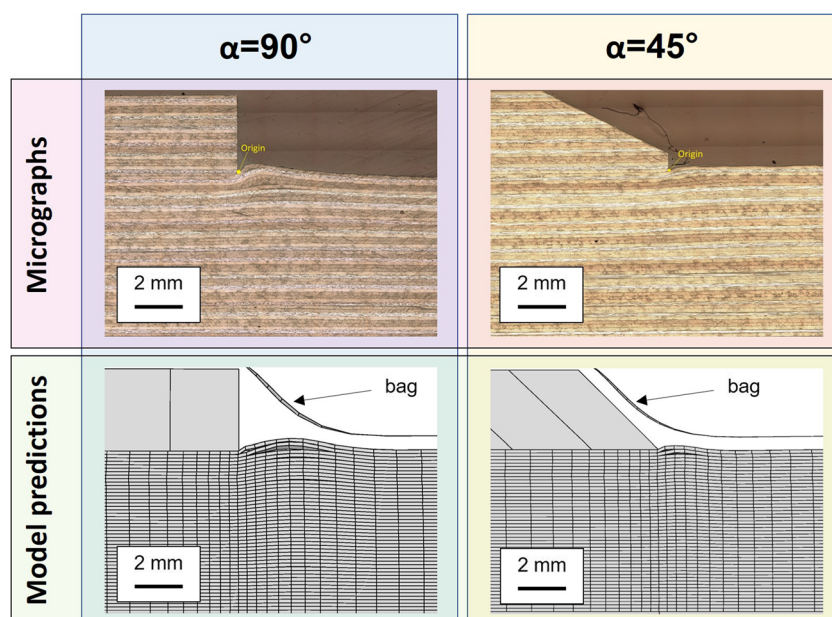 α=90°
α=45°
Micrographs
Origin
2 mm
Origin
2 mm
Model predictions
bag
2 mm
bag
2 mm